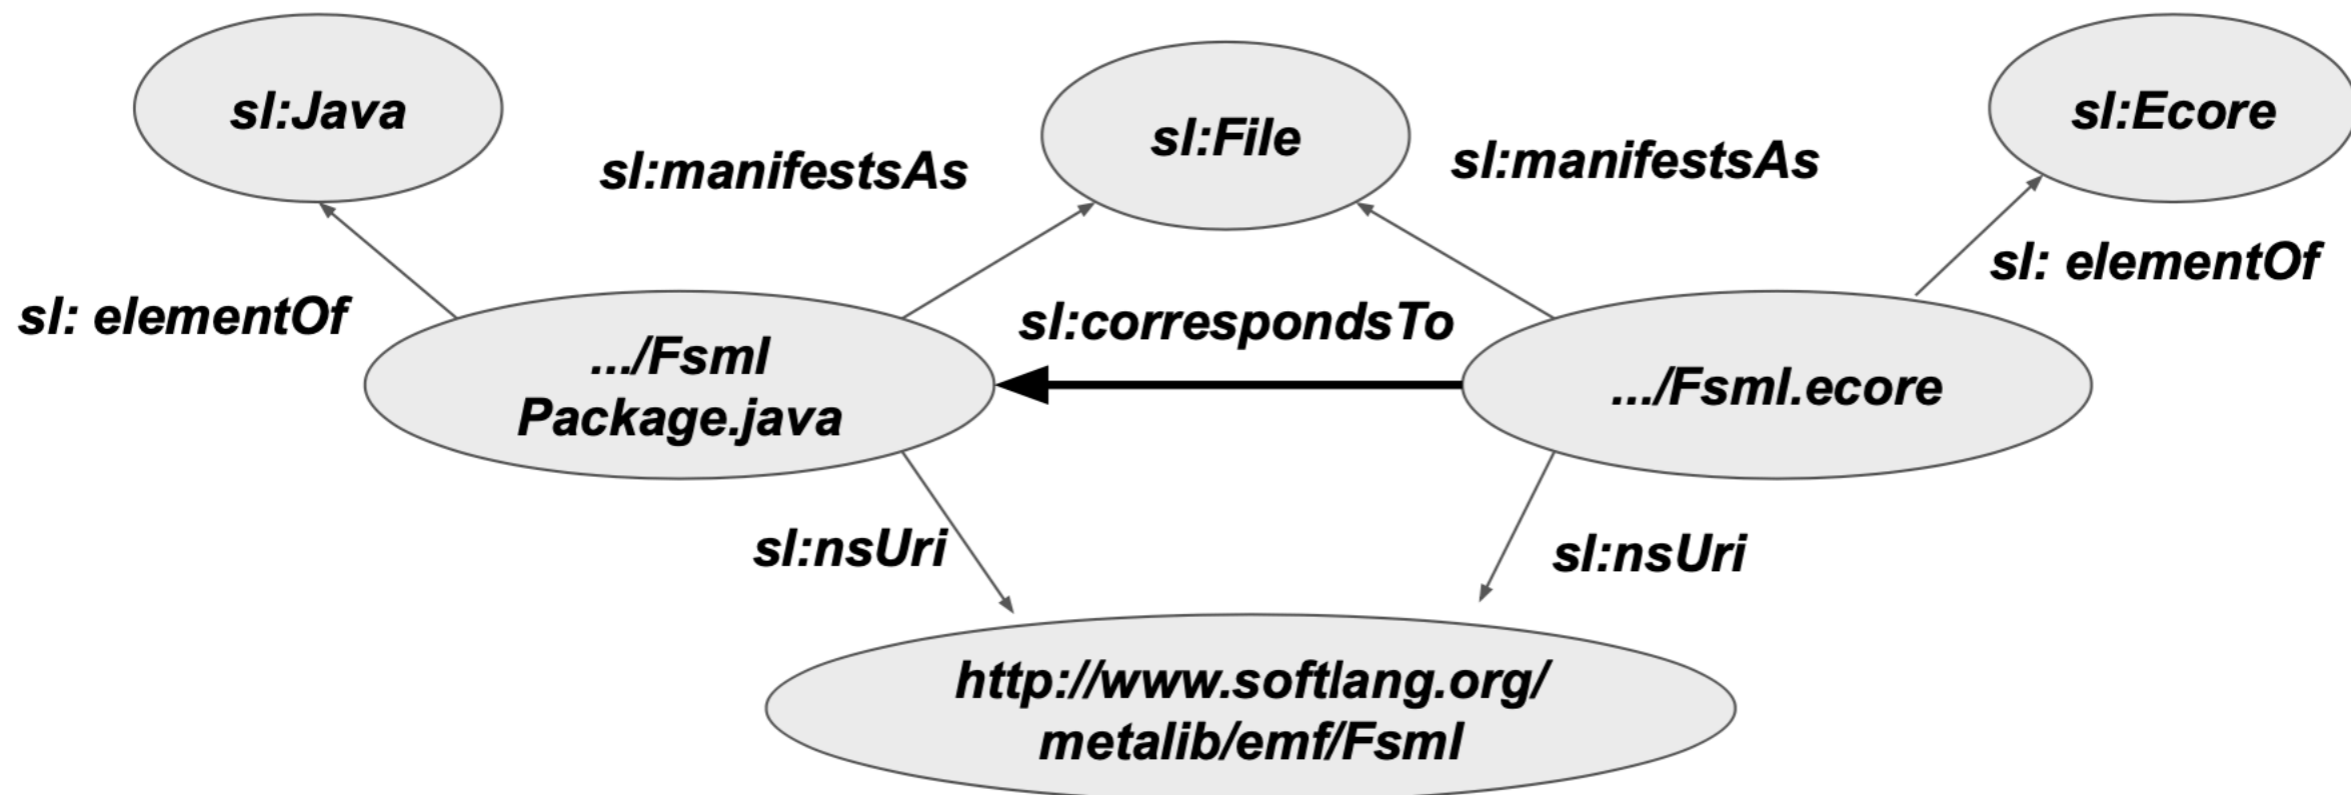 sl:Java
sl:File
sl:Ecore
sl:manifestsAs
sl:manifestsAs
sl: elementOf
sl: elementOf
sl:correspondsTo
.../Fsml
Package.java
.../Fsml.ecore
sl:nsUri
sl:nsUri
http://www.softlang.org/
metalib/emf/Fsml